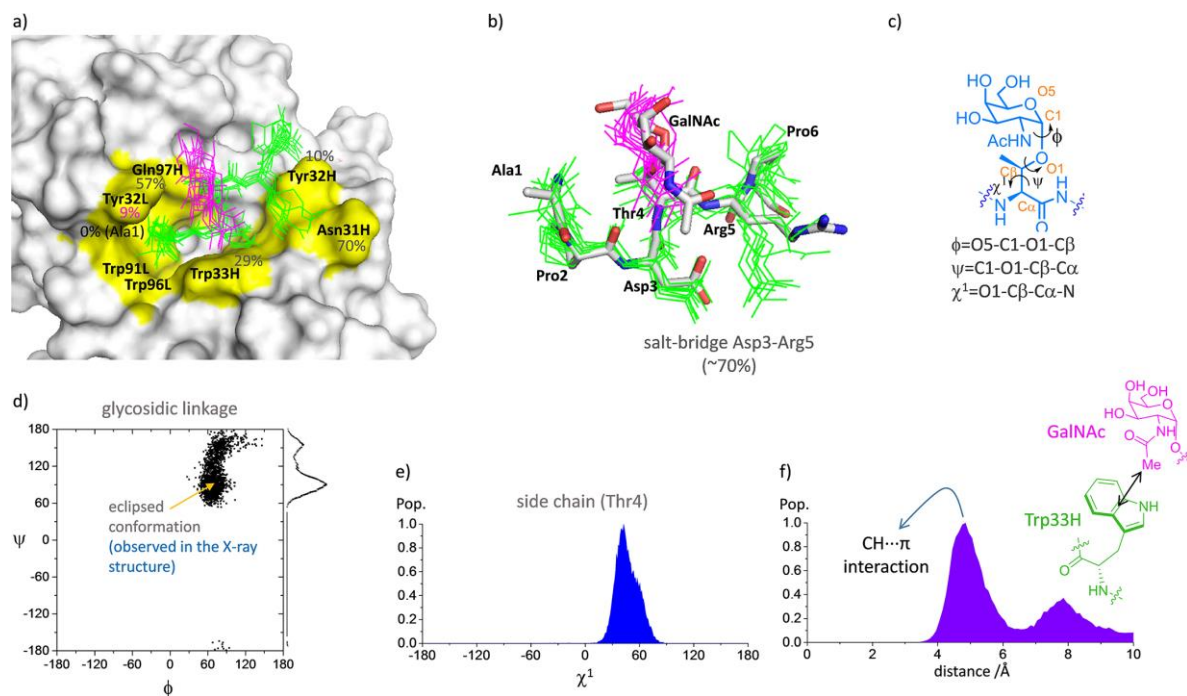 a)
Gln97H
57%
Tyr32L
9%
0% (Ala1)
Trp91L
Trp96L
Trp33H
29%
10%
Tyr32H
Asn31H
70%
b)
GalNAc
Pro6
Ala1
Thr4
Arg5
Pro2
Asp3
salt-bridge Asp3-Arg5
(~70%)
c)
OH OH
O5
HO
C1
AcHN
O
ϕ
O
O1
Cβ
χ
ψ
HN
Cα
H
N
O
ϕ=O5-C1-O1-Cβ
ψ=C1-O1-Cβ-Cα
χ¹=O1-Cβ-Cα-N
d)
glycosidic linkage
180
120
60
ψ 0
-60
-120
-180
eclipsed
conformation
(observed in the X-ray
structure)
-180 -120 -60 0 60 120 180
ϕ
e)
Pop.
side chain (Thr4)
1.0
0.8
0.6
0.4
0.2
0.0
-180 -120 -60 0 60 120 180
χ¹
f)
Pop.
1.0
0.8
0.6
0.4
0.2
0.0
CH···π
interaction
0 2 4 6 8 10
distance /Å
OH OH
HO
O
GalNAc
NH
O
O
Me
NH
Trp33H
O
HN